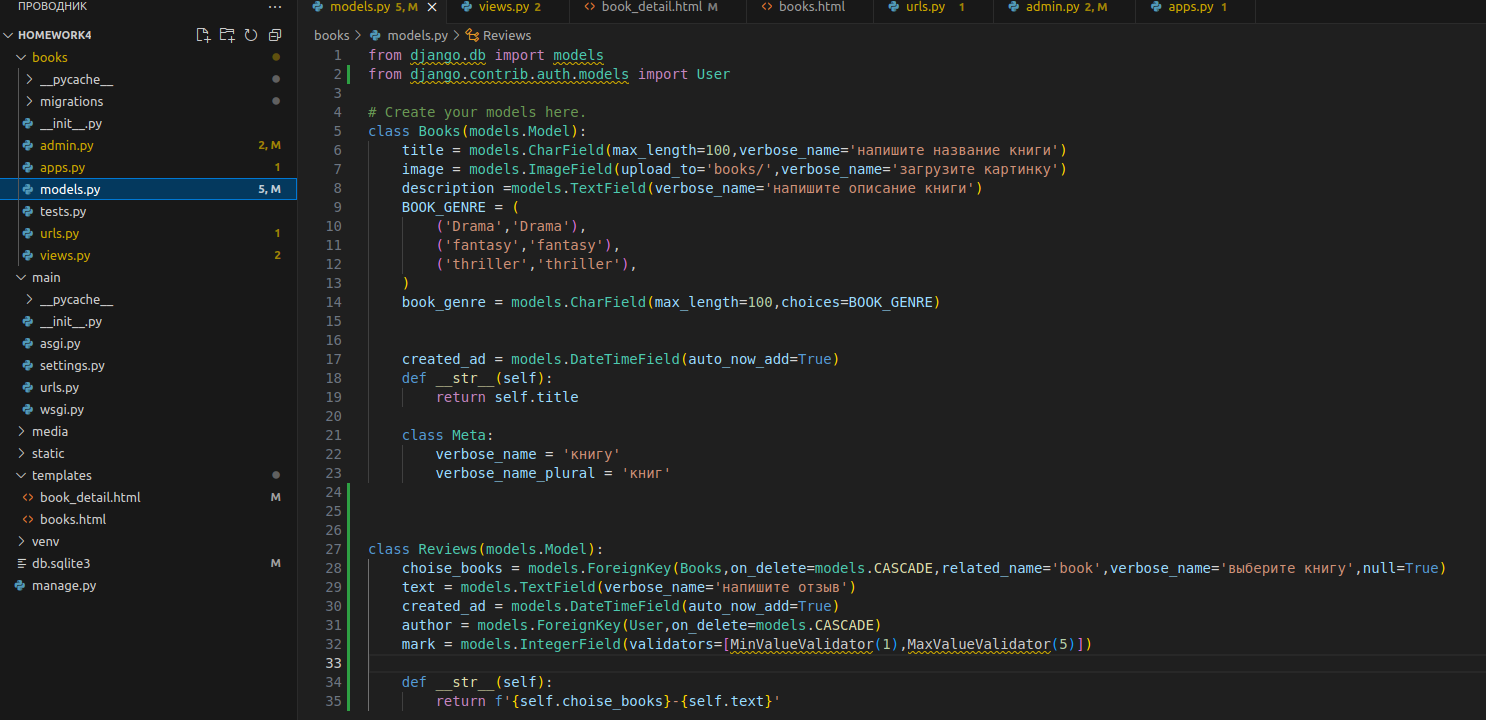 ПРОВОДНИК ...
models.py 5, M views.py 2 book_detail.html M books.html urls.py 1 admin.py 2, M apps.py 1
HOMEWORK4
books
__pycache__
migrations
__init__.py
admin.py 2, M
apps.py 1
models.py 5, M
tests.py
urls.py 1
views.py 2
main
__pycache__
__init__.py
asgi.py
settings.py
urls.py
wsgi.py
media
static
templates
book_detail.html M
books.html
venv
db.sqlite3 M
manage.py
books > models.py > Reviews
1 from django.db import models
2 from django.contrib.auth.models import User
3
4 # Create your models here.
5 class Books(models.Model):
6 title = models.CharField(max_length=100,verbose_name='напишите название книги')
7 image = models.ImageField(upload_to='books/',verbose_name='загрузите картинку')
8 description =models.TextField(verbose_name='напишите описание книги')
9 BOOK_GENRE = (
10 ('Drama','Drama'),
11 ('fantasy','fantasy'),
12 ('thriller','thriller'),
13 )
14 book_genre = models.CharField(max_length=100,choices=BOOK_GENRE)
15
16
17 created_ad = models.DateTimeField(auto_now_add=True)
18 def __str__(self):
19 return self.title
20
21 class Meta:
22 verbose_name = 'книгу'
23 verbose_name_plural = 'книг'
24
25
26
27 class Reviews(models.Model):
28 choise_books = models.ForeignKey(Books,on_delete=models.CASCADE,related_name='book',verbose_name='выберите книгу',null=True)
29 text = models.TextField(verbose_name='напишите отзыв')
30 created_ad = models.DateTimeField(auto_now_add=True)
31 author = models.ForeignKey(User,on_delete=models.CASCADE)
32 mark = models.IntegerField(validators=[MinValueValidator(1),MaxValueValidator(5)])
33
34 def __str__(self):
35 return f'{self.choise_books}-{self.text}'